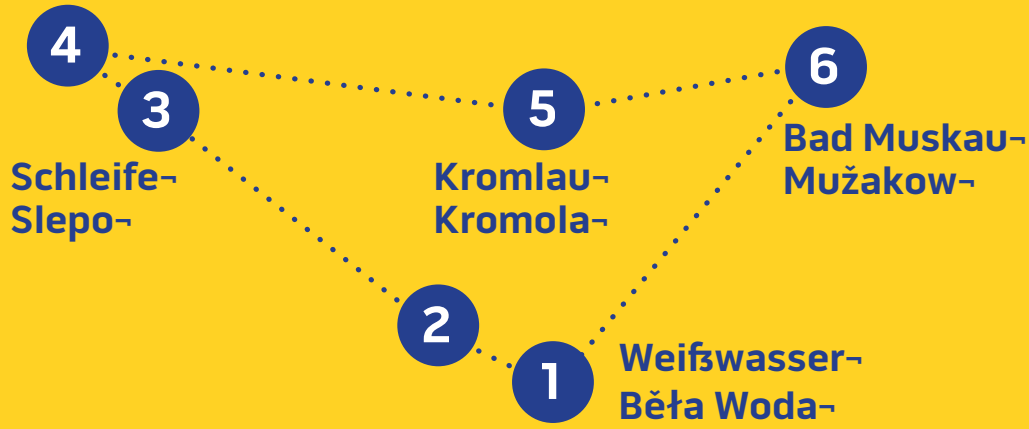 4
3
5
6
Schleife¬
Slepo¬
Kromlau¬
Kromola¬
Bad Muskau¬
Mužakow¬
2
1
Weißwasser¬
Běła Woda¬